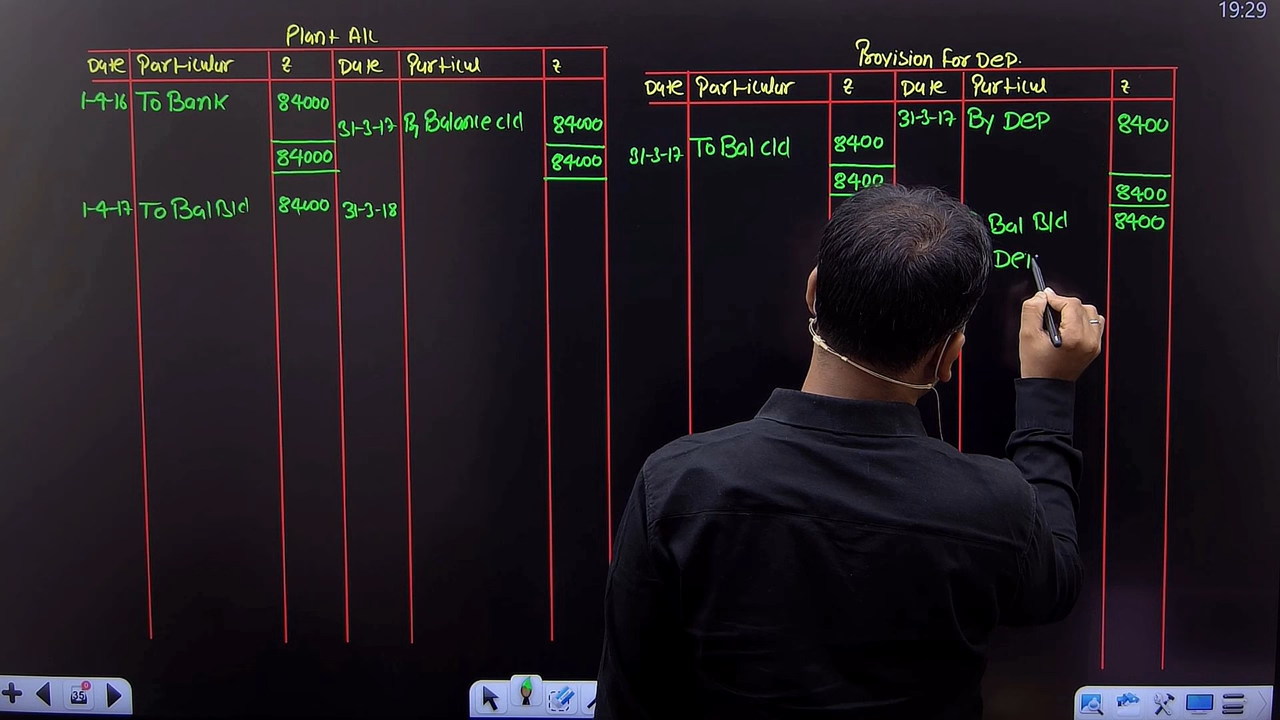 19:29
Plant A/c
Date Particular ₹ Date Particul ₹
1-4-16 To Bank 84000
31-3-17 By Balance c/d 84000
84000 84000
1-4-17 To Bal B/d 84000 31-3-18
Provision for Dep.
Date Particular ₹ Date Particul ₹
31-3-17 By Dep 8400
31-3-17 To Bal c/d 8400
8400 8400
Bal B/d 8400
Dep
35